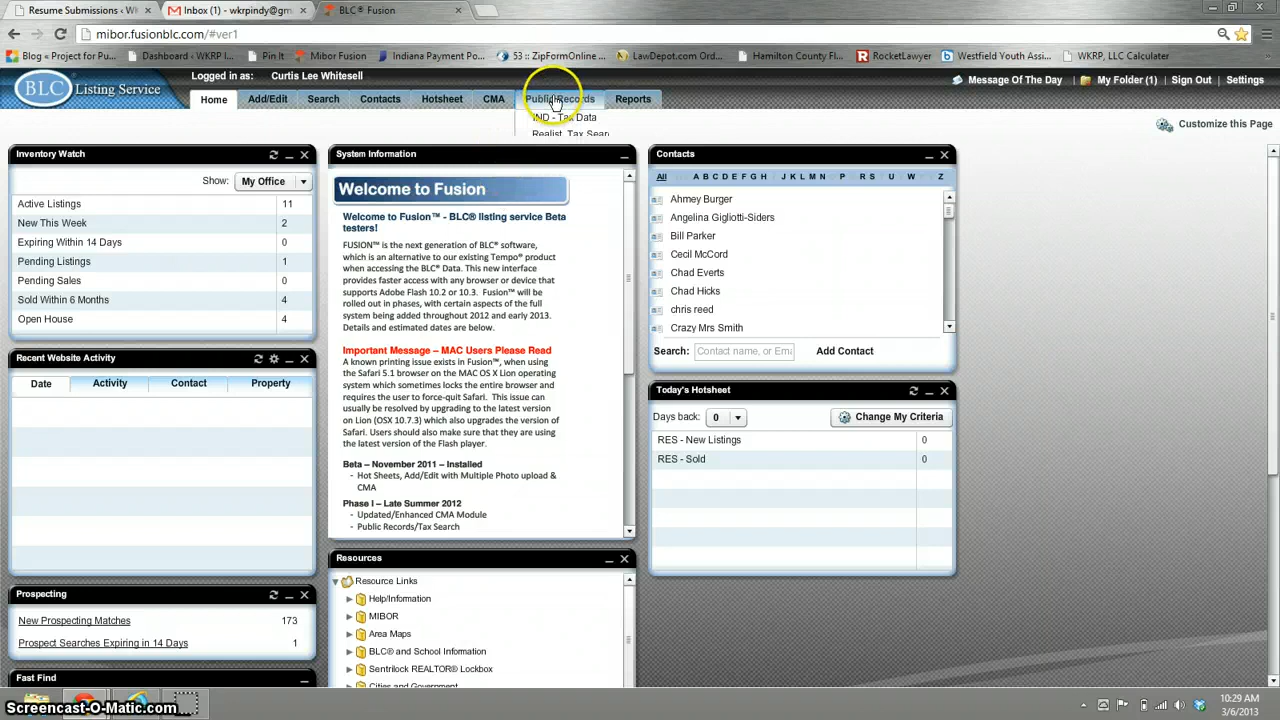 Resume Submissions < WK
Inbox (1) - wkrpindy@gm
BLC® Fusion
mibor.fusionblc.com/#ver1
Blog « Project for Pu...
Dashboard ‹ WKRP In...
Pin It
Mibor Fusion
Indiana Payment Po...
53 :: ZipFormOnline ...
LawDepot.com Ord...
Hamilton County Fl...
RocketLawyer
Westfield Youth Assi...
WKRP, LLC Calculater
BLC Listing Service
Logged in as: Curtis Lee Whitesell
Message Of The Day
My Folder (1)
Sign Out
Settings
Home
Add/Edit
Search
Contacts
Hotsheet
CMA
Public Records
Reports
IND - Tax Data
Realist Tax Sear
Customize this Page
Inventory Watch
Show: My Office
Active Listings 11
New This Week 2
Expiring Within 14 Days 0
Pending Listings 1
Pending Sales 0
Sold Within 6 Months 4
Open House 4
Recent Website Activity
Date Activity Contact Property
Prospecting
New Prospecting Matches 173
Prospect Searches Expiring in 14 Days 1
Fast Find
System Information
Welcome to Fusion
Welcome to Fusion™ - BLC® listing service Beta
testers!
FUSION™ is the next generation of BLC® software,
which is an alternative to our existing Tempo® product
when accessing the BLC® Data. This new interface
provides faster access with any browser or device that
supports Adobe Flash 10.2 or 10.3. Fusion™ will be
rolled out in phases, with certain aspects of the full
system being added throughout 2012 and early 2013.
Details and estimated dates are below.
Important Message – MAC Users Please Read
A known printing issue exists in Fusion™, when using
the Safari 5.1 browser on the MAC OS X Lion operating
system which sometimes locks the entire browser and
requires the user to force-quit Safari. This issue can
usually be resolved by upgrading to the latest version
on Lion (OSX 10.7.3) which also upgrades the version of
Safari. Users should also make sure that they are using
the latest version of the Flash player.
Beta – November 2011 – Installed
- Hot Sheets, Add/Edit with Multiple Photo upload &
CMA
Phase I – Late Summer 2012
- Updated/Enhanced CMA Module
- Public Records/Tax Search
Resources
Resource Links
Help/Information
MIBOR
Area Maps
BLC® and School Information
Sentrilock REALTOR® Lockbox
Cities and Government
Contacts
All A B C D E F G H J K L M N P R S U W Z
Ahmey Burger
Angelina Gigliotti-Siders
Bill Parker
Cecil McCord
Chad Everts
Chad Hicks
chris reed
Crazy Mrs Smith
Search: Contact name, or Ema
Add Contact
Today's Hotsheet
Days back: 0
Change My Criteria
RES - New Listings 0
RES - Sold 0
Screencast-O-Matic.com
10:29 AM
3/6/2013